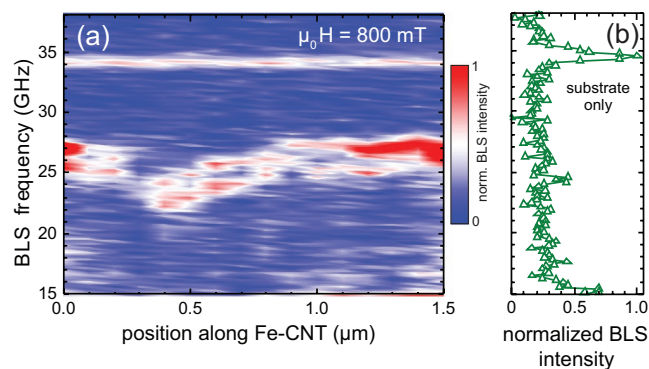 (a)
μ₀H = 800 mT
(b)
35
30
25
20
15
BLS frequency (GHz)
1
norm. BLS intensity
0
substrate
only
0.0 0.5 1.0 1.5
position along Fe-CNT (μm)
0 0.5 1.0
normalized BLS
intensity